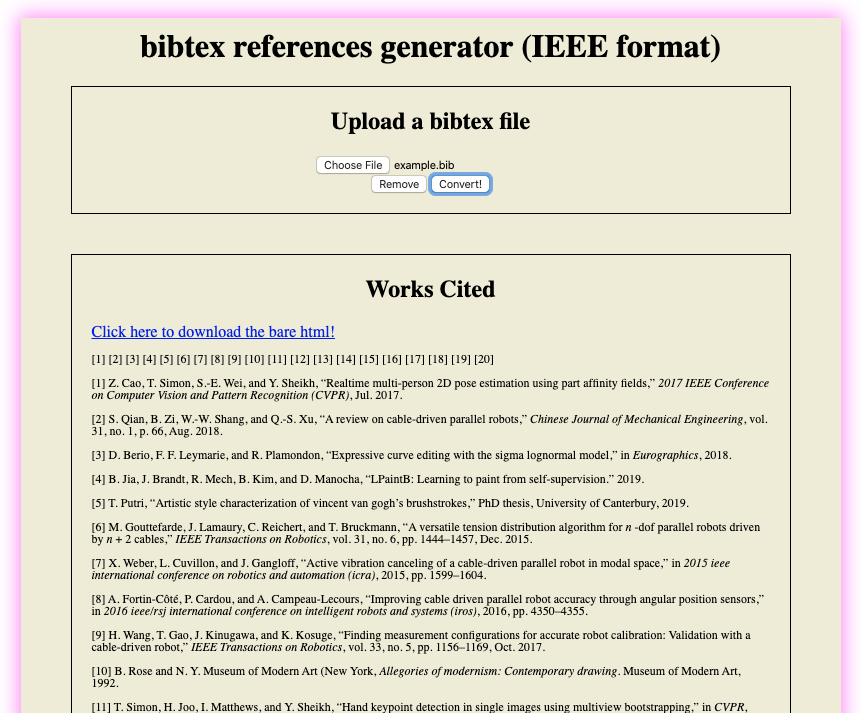 bibtex references generator (IEEE format)
Upload a bibtex file
Choose File example.bib
Remove Convert!
Works Cited
Click here to download the bare html!
[1] [2] [3] [4] [5] [6] [7] [8] [9] [10] [11] [12] [13] [14] [15] [16] [17] [18] [19] [20]
[1] Z. Cao, T. Simon, S.-E. Wei, and Y. Sheikh, “Realtime multi-person 2D pose estimation using part affinity fields,” 2017 IEEE Conference
on Computer Vision and Pattern Recognition (CVPR), Jul. 2017.
[2] S. Qian, B. Zi, W.-W. Shang, and Q.-S. Xu, “A review on cable-driven parallel robots,” Chinese Journal of Mechanical Engineering, vol.
31, no. 1, p. 66, Aug. 2018.
[3] D. Berio, F. F. Leymarie, and R. Plamondon, “Expressive curve editing with the sigma lognormal model,” in Eurographics, 2018.
[4] B. Jia, J. Brandt, R. Mech, B. Kim, and D. Manocha, “LPaintB: Learning to paint from self-supervision.” 2019.
[5] T. Putri, “Artistic style characterization of vincent van gogh’s brushstrokes,” PhD thesis, University of Canterbury, 2019.
[6] M. Gouttefarde, J. Lamaury, C. Reichert, and T. Bruckmann, “A versatile tension distribution algorithm for n -dof parallel robots driven
by n + 2 cables,” IEEE Transactions on Robotics, vol. 31, no. 6, pp. 1444–1457, Dec. 2015.
[7] X. Weber, L. Cuvillon, and J. Gangloff, “Active vibration canceling of a cable-driven parallel robot in modal space,” in 2015 ieee
international conference on robotics and automation (icra), 2015, pp. 1599–1604.
[8] A. Fortin-Côté, P. Cardou, and A. Campeau-Lecours, “Improving cable driven parallel robot accuracy through angular position sensors,”
in 2016 ieee/rsj international conference on intelligent robots and systems (iros), 2016, pp. 4350–4355.
[9] H. Wang, T. Gao, J. Kinugawa, and K. Kosuge, “Finding measurement configurations for accurate robot calibration: Validation with a
cable-driven robot,” IEEE Transactions on Robotics, vol. 33, no. 5, pp. 1156–1169, Oct. 2017.
[10] B. Rose and N. Y. Museum of Modern Art (New York, Allegories of modernism: Contemporary drawing. Museum of Modern Art,
1992.
[11] T. Simon, H. Joo, I. Matthews, and Y. Sheikh, “Hand keypoint detection in single images using multiview bootstrapping,” in CVPR,